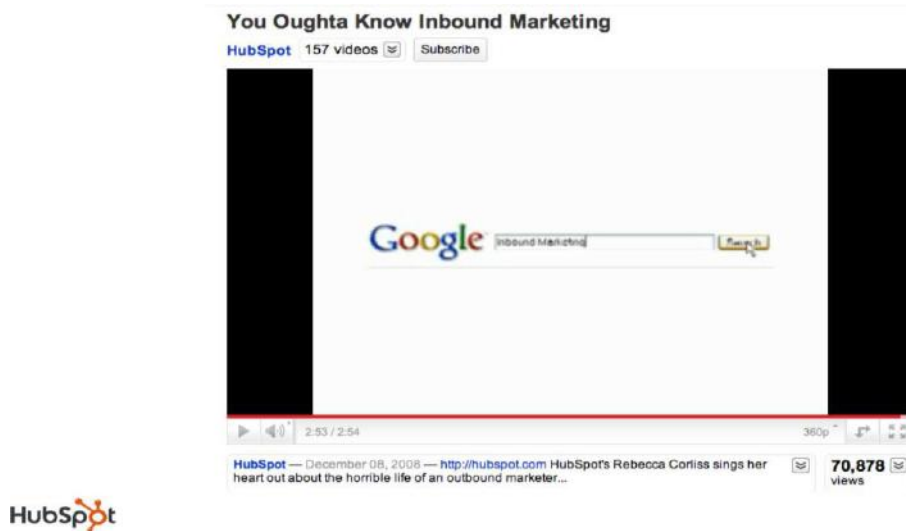 You Oughta Know Inbound Marketing
HubSpot 157 videos Subscribe
Google Inbound Marketing Search
2:53 / 2:54 360p
HubSpot — December 08, 2008 — http://hubspot.com HubSpot's Rebecca Corliss sings her
heart out about the horrible life of an outbound marketer...
70,878
views
HubSpot